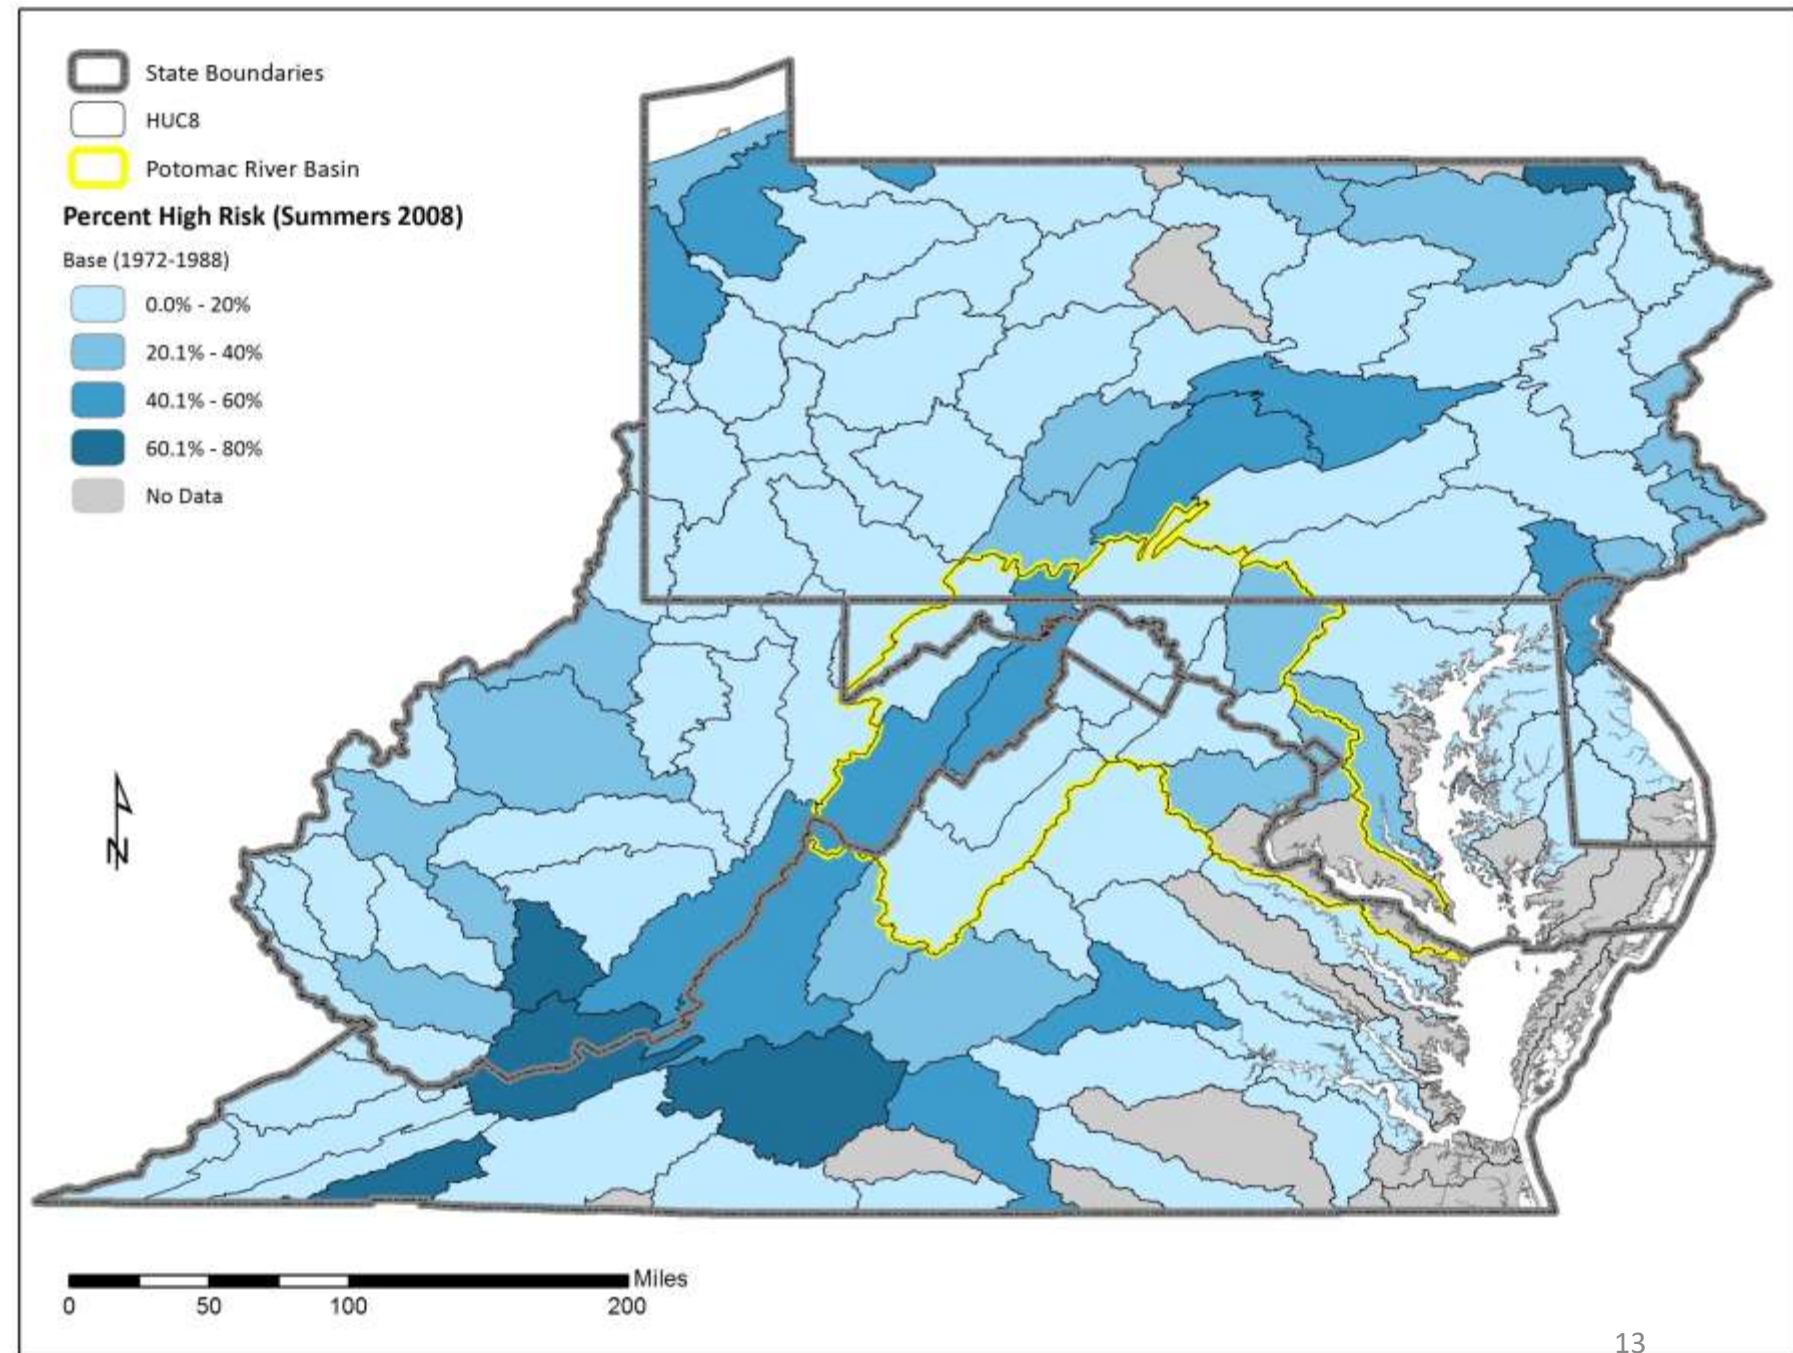 State Boundaries
HUC8
Potomac River Basin
Percent High Risk (Summers 2008)
Base (1972-1988)
0.0% - 20%
20.1% - 40%
40.1% - 60%
60.1% - 80%
No Data
N
Miles
0 50 100 200
13